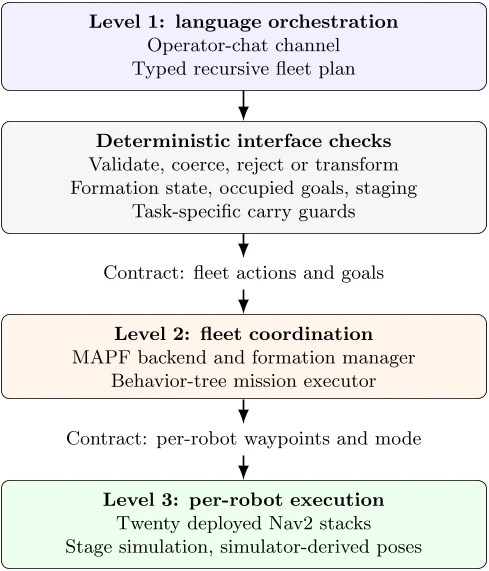 Level 1: language orchestration
Operator-chat channel
Typed recursive fleet plan
Deterministic interface checks
Validate, coerce, reject or transform
Formation state, occupied goals, staging
Task-specific carry guards
Contract: fleet actions and goals
Level 2: fleet coordination
MAPF backend and formation manager
Behavior-tree mission executor
Contract: per-robot waypoints and mode
Level 3: per-robot execution
Twenty deployed Nav2 stacks
Stage simulation, simulator-derived poses